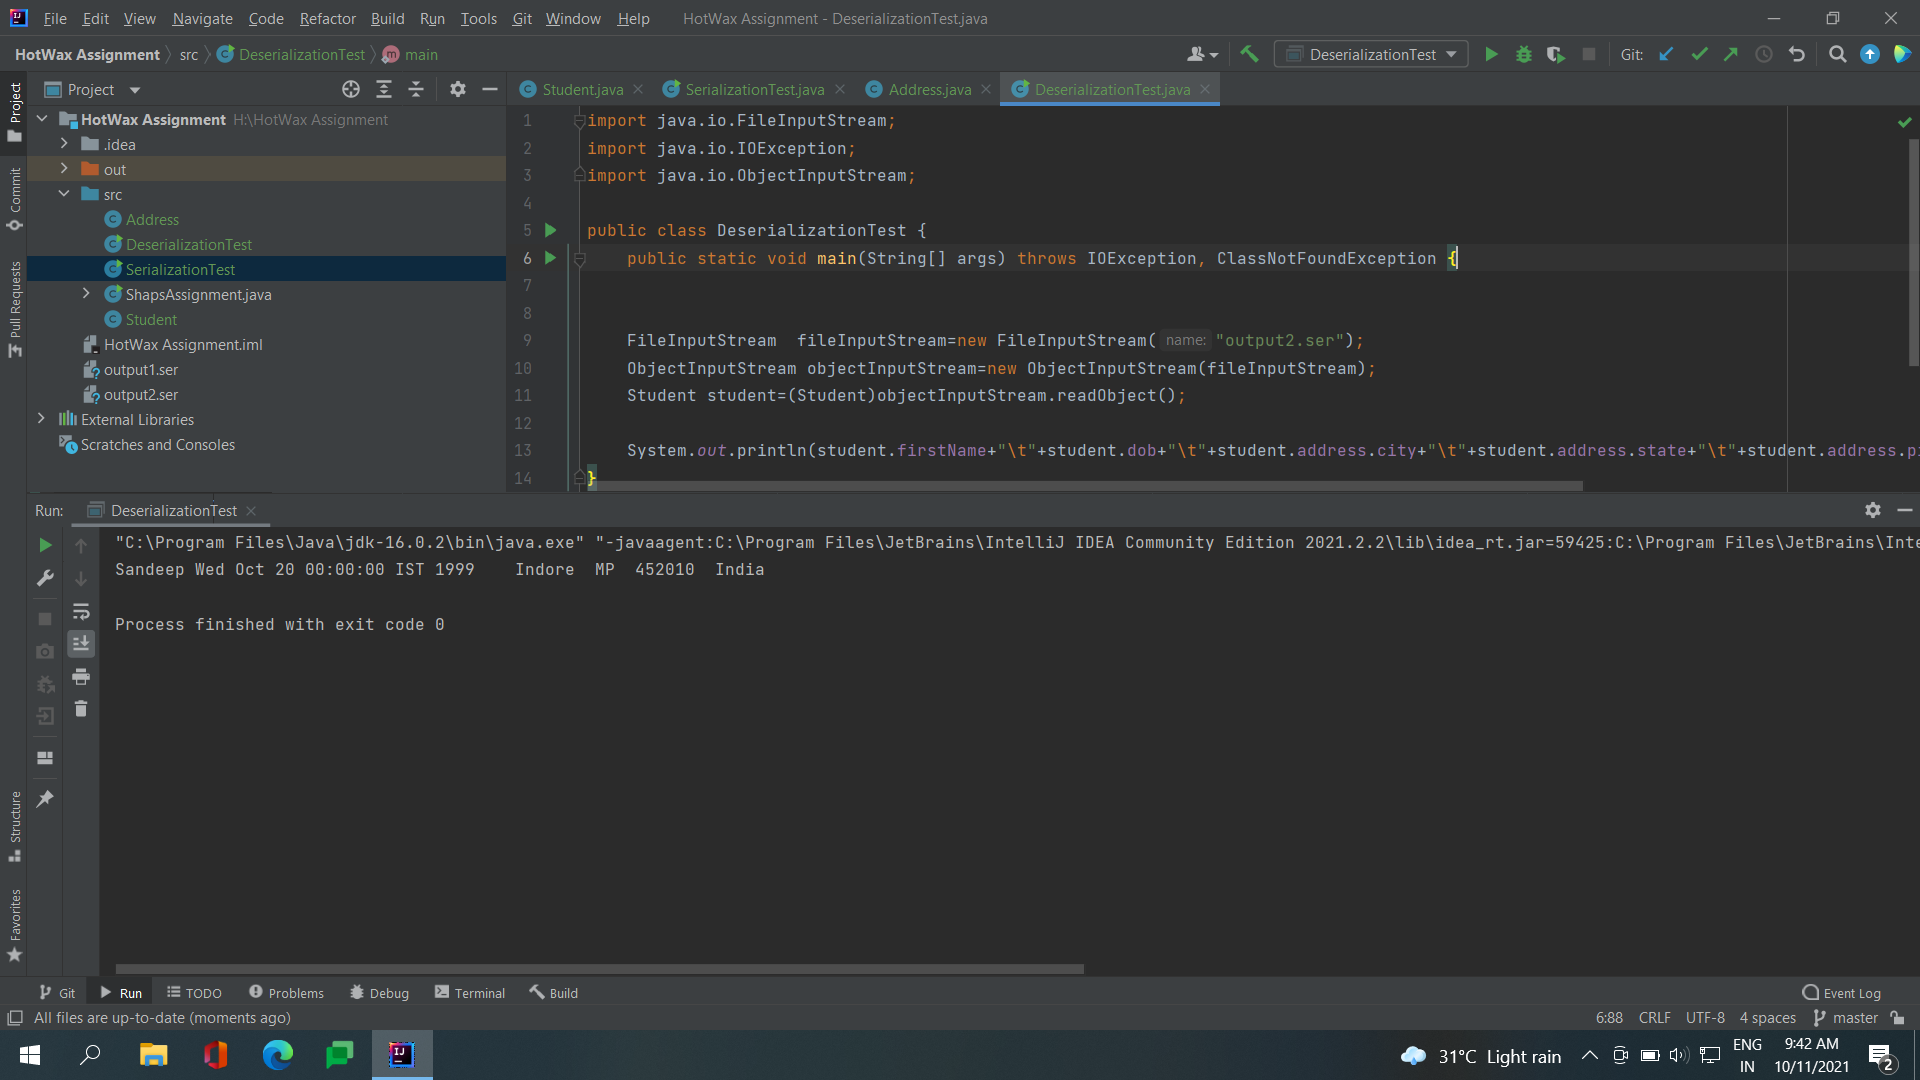 File Edit View Navigate Code Refactor Build Run Tools Git Window Help HotWax Assignment - DeserializationTest.java
HotWax Assignment src DeserializationTest main DeserializationTest Git:
Project Student.java SerializationTest.java Address.java DeserializationTest.java
Project
Commit
Pull Requests
HotWax Assignment H:\HotWax Assignment
.idea
out
src
Address
DeserializationTest
SerializationTest
ShapsAssignment.java
Student
HotWax Assignment.iml
output1.ser
output2.ser
External Libraries
Scratches and Consoles
1 import java.io.FileInputStream;
2 import java.io.IOException;
3 import java.io.ObjectInputStream;
4
5 public class DeserializationTest {
6 public static void main(String[] args) throws IOException, ClassNotFoundException {
7
8
9 FileInputStream  fileInputStream=new FileInputStream( name: "output2.ser");
10 ObjectInputStream objectInputStream=new ObjectInputStream(fileInputStream);
11 Student student=(Student)objectInputStream.readObject();
12
13 System.out.println(student.firstName+"\t"+student.dob+"\t"+student.address.city+"\t"+student.address.state+"\t"+student.address.p
14 }
Run: DeserializationTest
"C:\Program Files\Java\jdk-16.0.2\bin\java.exe" "-javaagent:C:\Program Files\JetBrains\IntelliJ IDEA Community Edition 2021.2.2\lib\idea_rt.jar=59425:C:\Program Files\JetBrains\Inte
Sandeep Wed Oct 20 00:00:00 IST 1999    Indore  MP  452010  India
Process finished with exit code 0
Structure
Favorites
Git Run TODO Problems Debug Terminal Build Event Log
All files are up-to-date (moments ago) 6:88 CRLF UTF-8 4 spaces master
31°C Light rain ENG IN 9:42 AM 10/11/2021 2